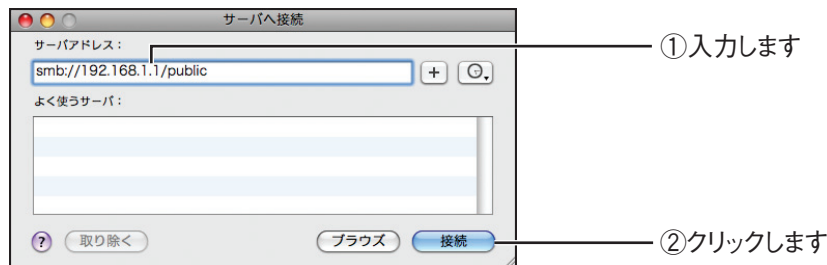 サーバへ接続
サーバアドレス：
①入力します
smb://192.168.1.1/public
+
よく使うサーバ：
?
取り除く
ブラウズ
接続
②クリックします